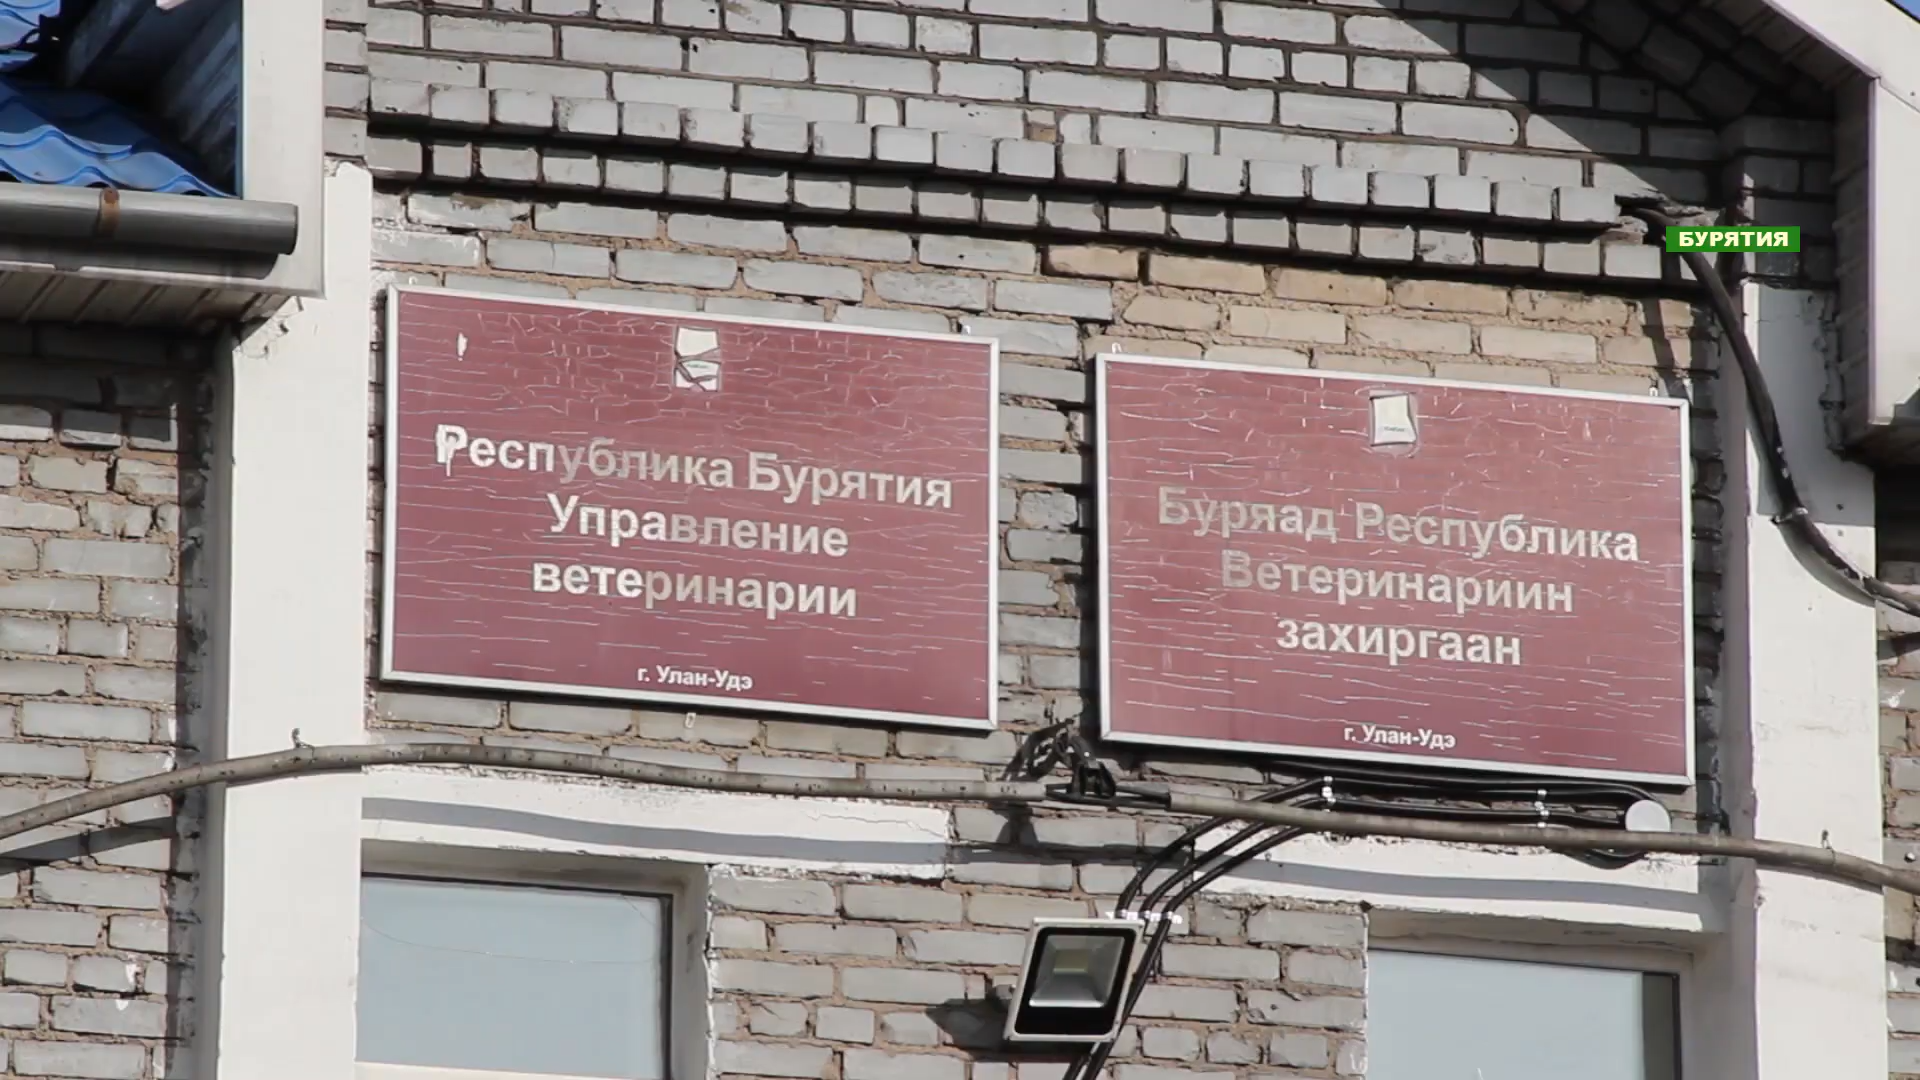 БУРЯТИЯ
Республика Бурятия
Управление
ветеринарии
г. Улан-Удэ
Буряад Республика
Ветеринариин
захиргаан
г. Улан-Удэ